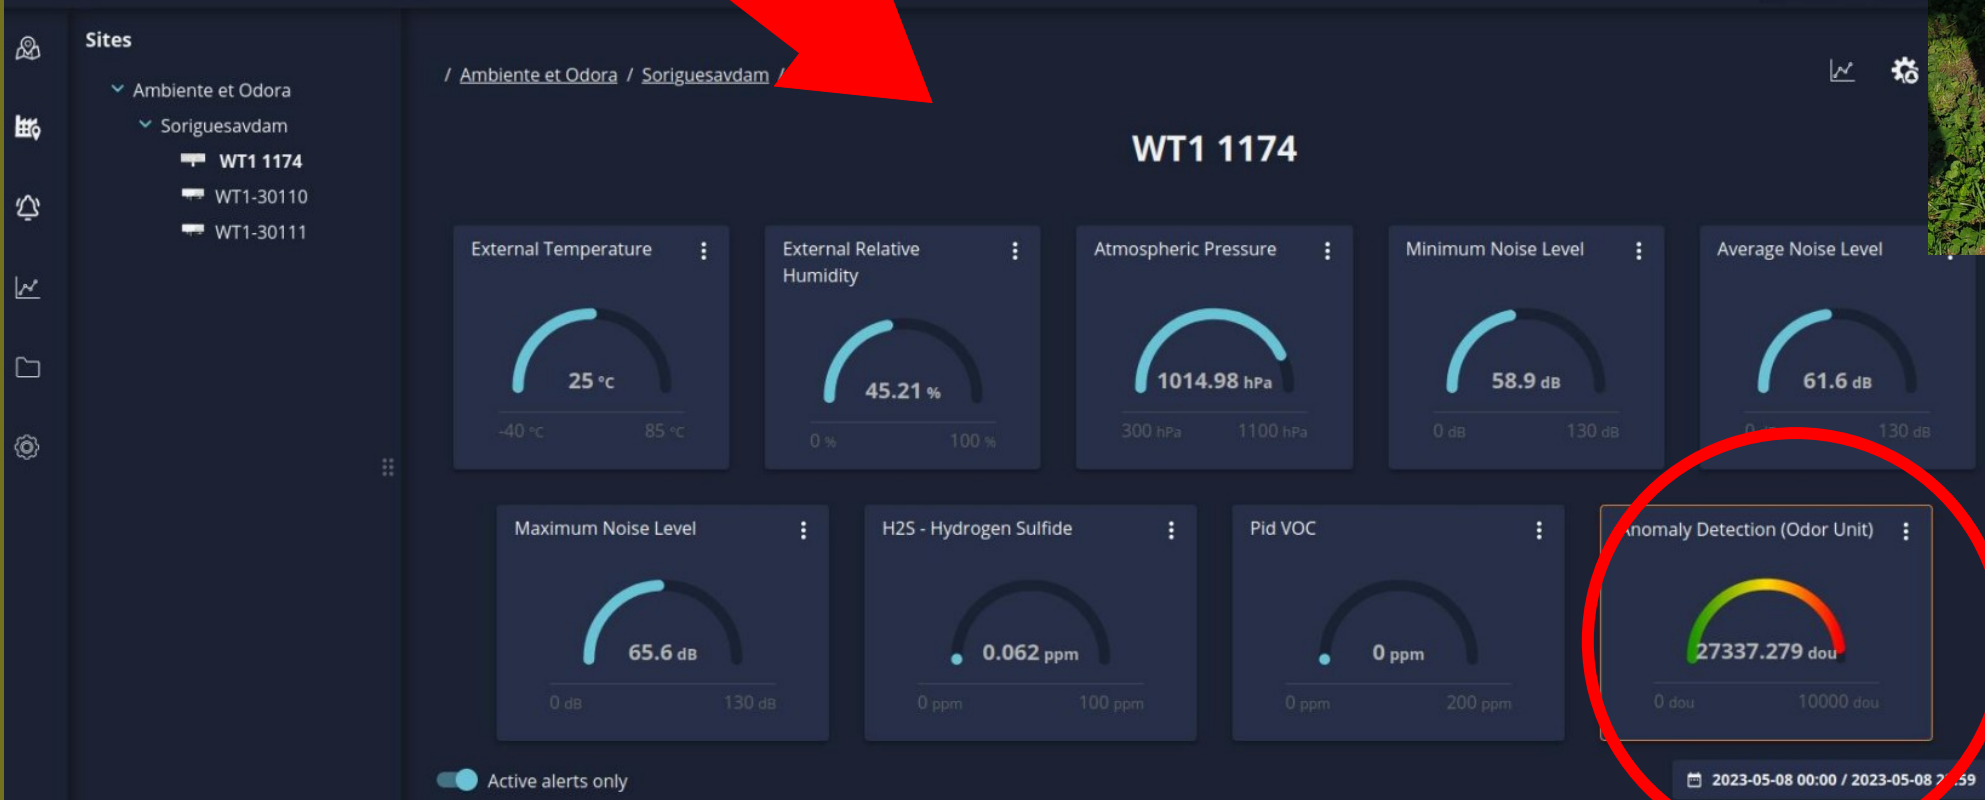 Sites
Ambiente et Odora
Soriguesavdam
WT1 1174
WT1-30110
WT1-30111
/ Ambiente et Odora / Soriguesavdam /
WT1 1174
External Temperature
25 °C
-40 °C 85 °C
External Relative
Humidity
45.21 %
0 % 100 %
Atmospheric Pressure
1014.98 hPa
300 hPa 1100 hPa
Minimum Noise Level
58.9 dB
0 dB 130 dB
Average Noise Level
61.6 dB
130 dB
Maximum Noise Level
65.6 dB
0 dB 130 dB
H2S - Hydrogen Sulfide
0.062 ppm
0 ppm 100 ppm
Pid VOC
0 ppm
0 ppm 200 ppm
Anomaly Detection (Odor Unit)
27337.279 dou
0 dou 10000 dou
Active alerts only
2023-05-08 00:00 / 2023-05-08